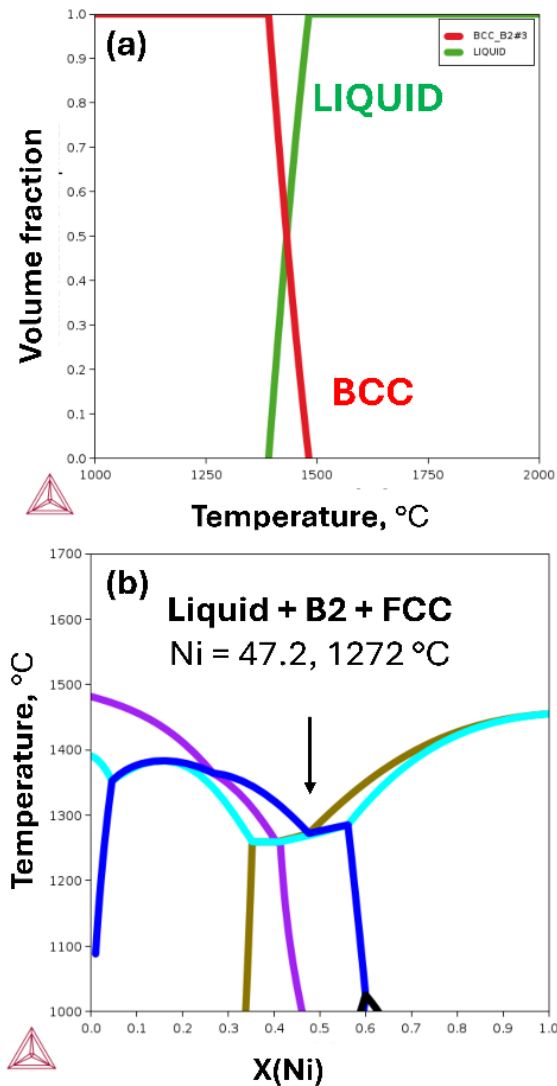 (a)
BCC_B2#3
LIQUID
LIQUID
BCC
Volume fraction
1.0
0.9
0.8
0.7
0.6
0.5
0.4
0.3
0.2
0.1
0.0
1000 1250 1500 1750 2000
Temperature, °C
(b)
Liquid + B2 + FCC
Ni = 47.2, 1272 °C
Temperature, °C
1700
1600
1500
1400
1300
1200
1100
1000
0.0 0.1 0.2 0.3 0.4 0.5 0.6 0.7 0.8 0.9 1.0
X(Ni)